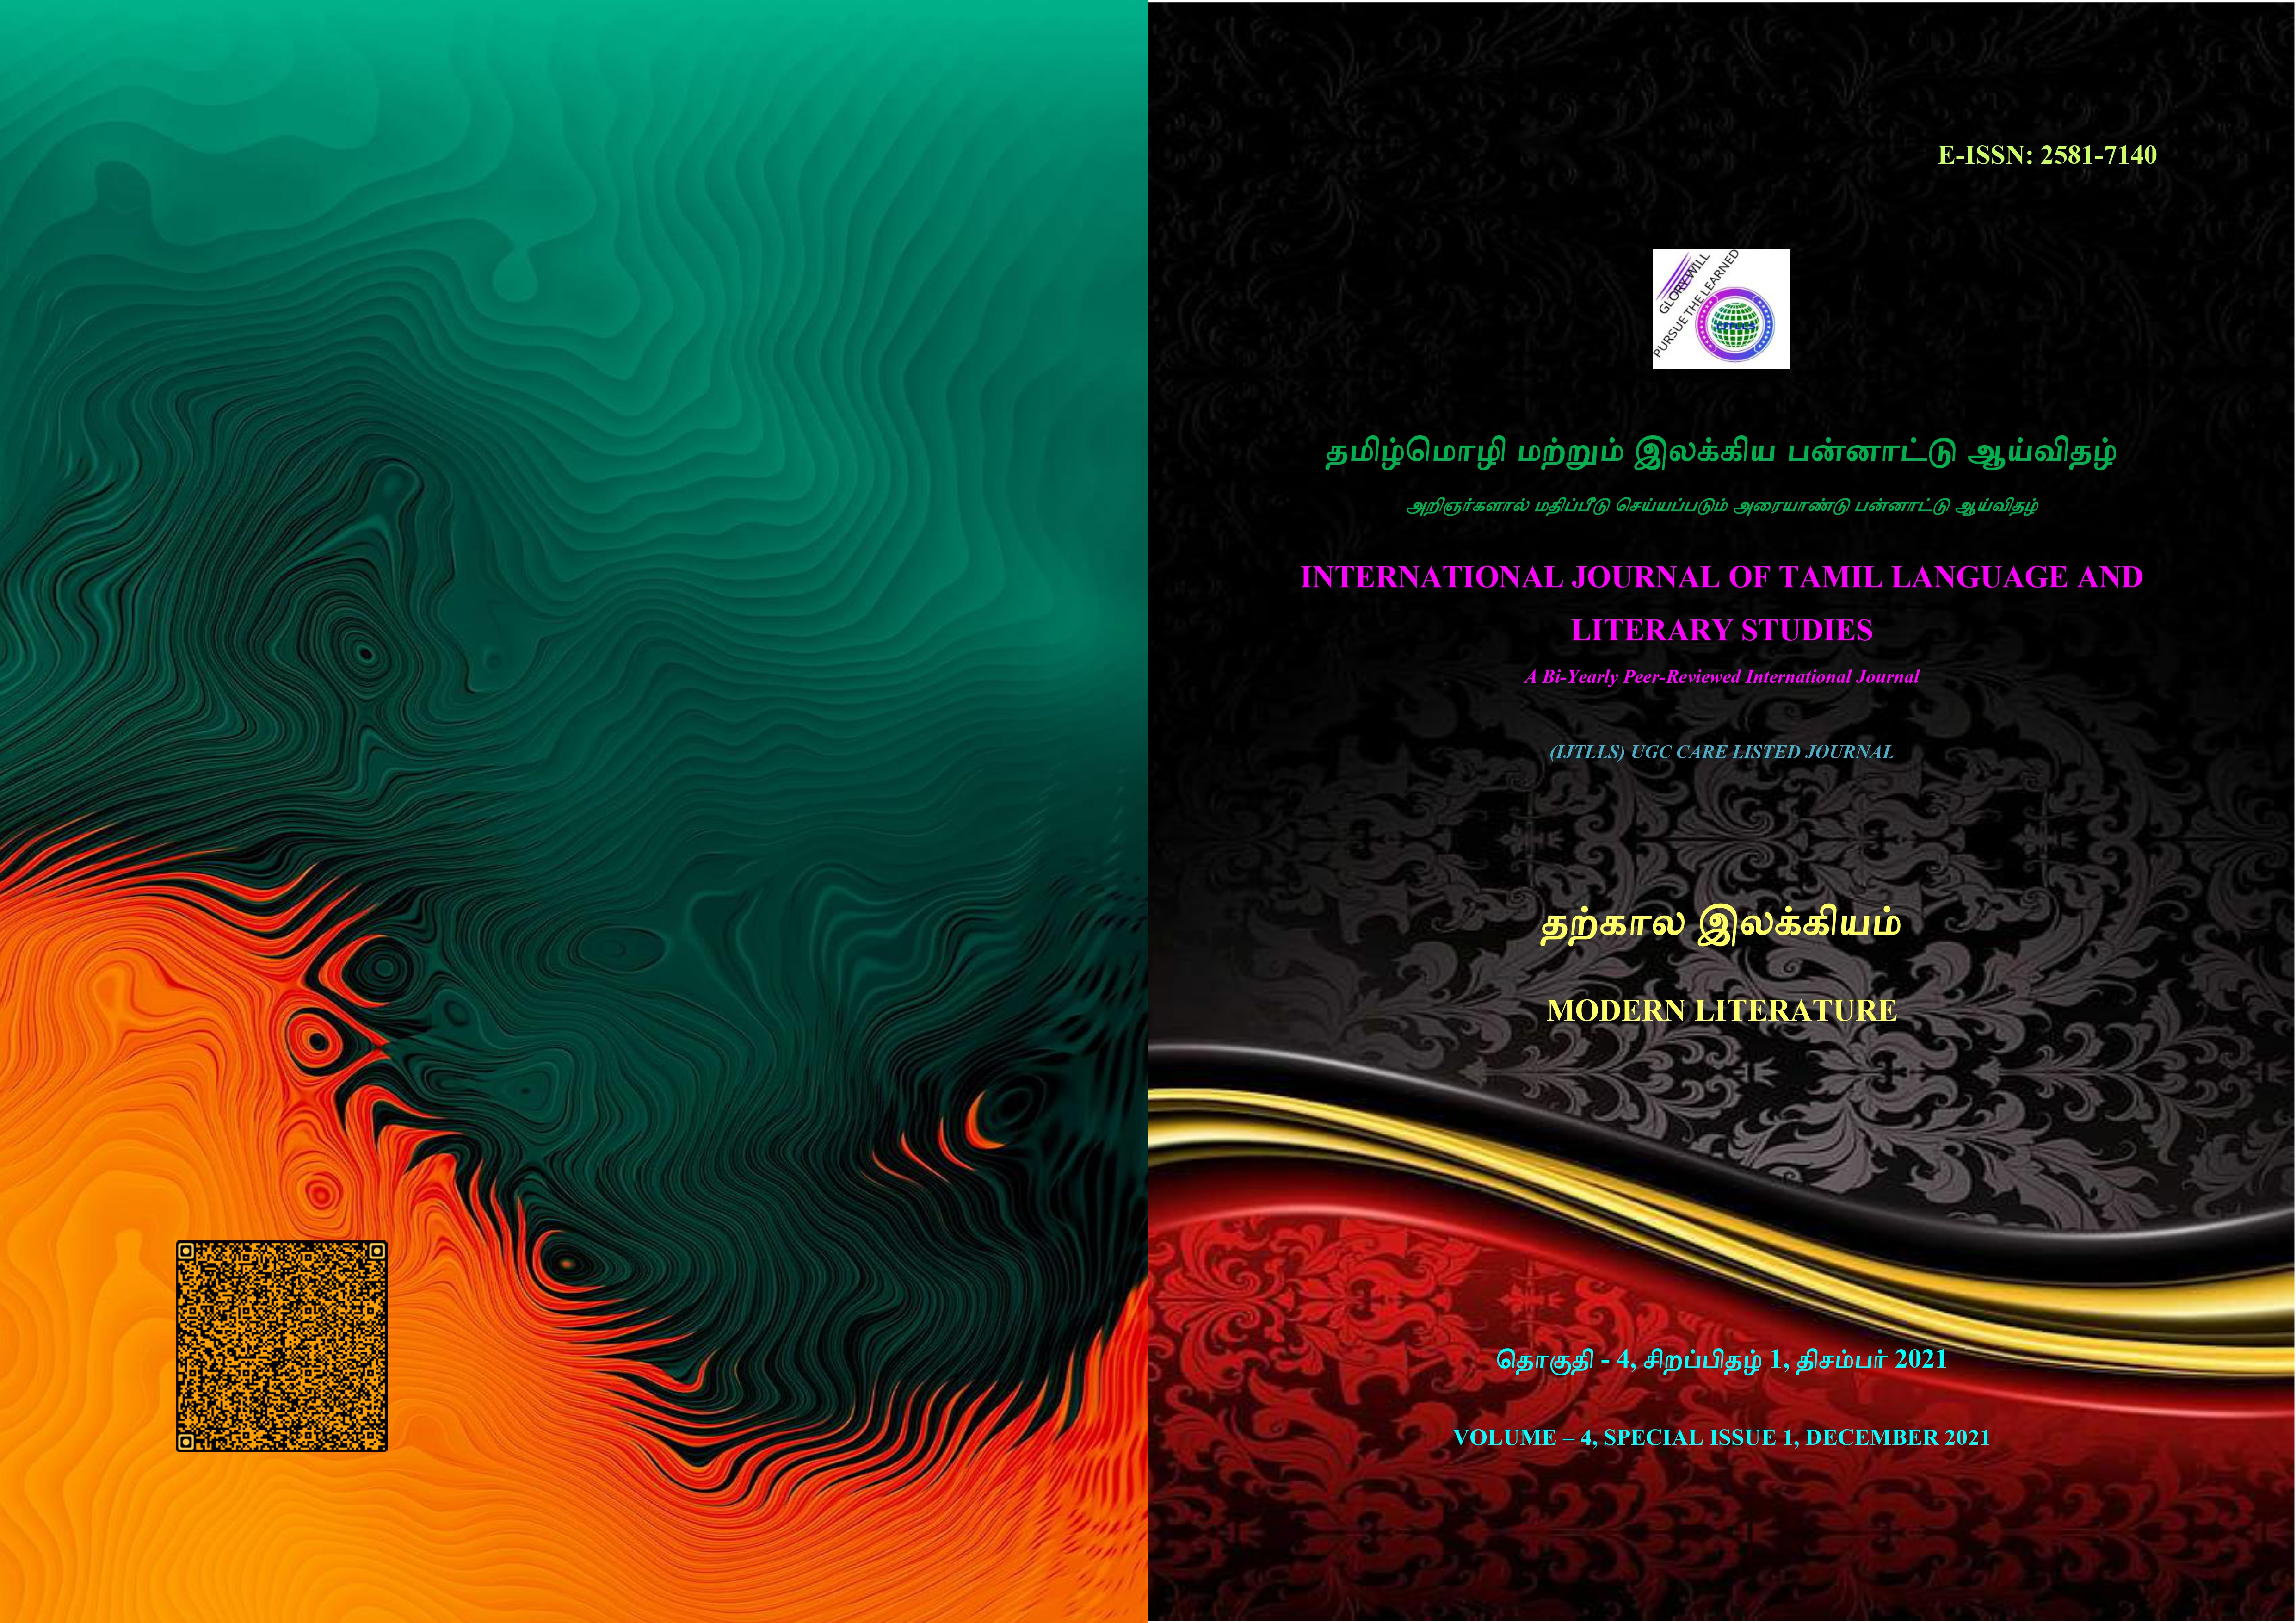 E-ISSN: 2581-7140
GLOREWILL
PURSUE THE LEARNED
தமிழ்மொழி மற்றும் இலக்கிய பன்னாட்டு ஆய்விதழ்
அறிஞர்களால் மதிப்பீடு செய்யப்படும் அரையாண்டு பன்னாட்டு ஆய்விதழ்
INTERNATIONAL JOURNAL OF TAMIL LANGUAGE AND
LITERARY STUDIES
A Bi-Yearly Peer-Reviewed International Journal
(IJTLLS) UGC CARE LISTED JOURNAL
தற்கால இலக்கியம்
MODERN LITERATURE
தொகுதி - 4, சிறப்பிதழ் 1, திசம்பர் 2021
VOLUME – 4, SPECIAL ISSUE 1, DECEMBER 2021